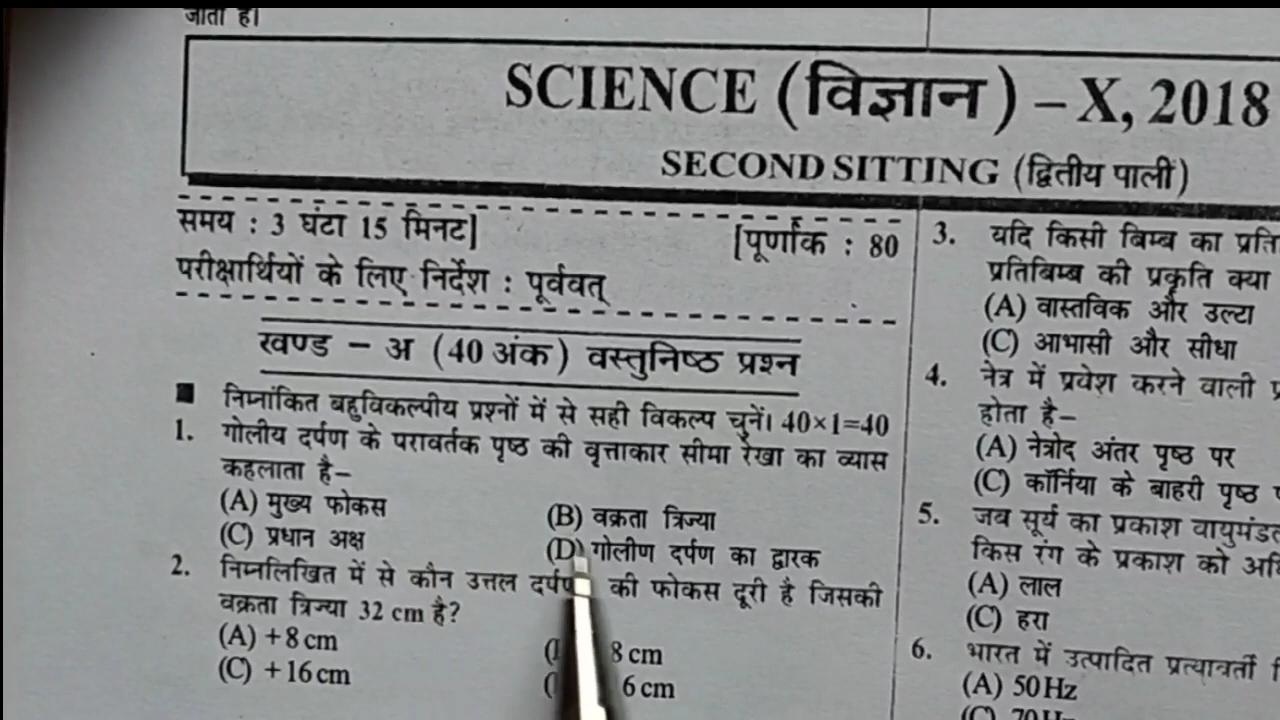 जाता है।
SCIENCE (विज्ञान) – X, 2018
SECOND SITTING (द्वितीय पाली)
समय : 3 घंटा 15 मिनट] [पूर्णांक : 80
परीक्षार्थियों के लिए निर्देश : पूर्ववत्
खण्ड – अ (40 अंक) वस्तुनिष्ठ प्रश्न
■ निम्नांकित बहुविकल्पीय प्रश्नों में से सही विकल्प चुनें। 40×1=40
1. गोलीय दर्पण के परावर्तक पृष्ठ की वृत्ताकार सीमा रेखा का व्यास
कहलाता है–
(A) मुख्य फोकस (B) वक्रता त्रिज्या
(C) प्रधान अक्ष (D) गोलीण दर्पण का द्वारक
2. निम्नलिखित में से कौन उत्तल दर्पण की फोकस दूरी है जिसकी
वक्रता त्रिज्या 32 cm है?
(A) +8 cm 8 cm
(C) +16 cm 6 cm
3. यदि किसी बिम्ब का
प्रतिबिम्ब की प्रकृति क्या
(A) वास्तविक और उल्टा
(C) आभासी और सीधा
4. नेत्र में प्रवेश करने वाली
होता है–
(A) नेत्रोद अंतर पृष्ठ पर
(C) कॉर्निया के बाहरी पृष्ठ
5. जब सूर्य का प्रकाश
किस रंग के प्रकाश को
(A) लाल
(C) हरा
6. भारत में उत्पादित प्रत्यावर्ती
(A) 50 Hz
(C) 70 Hz